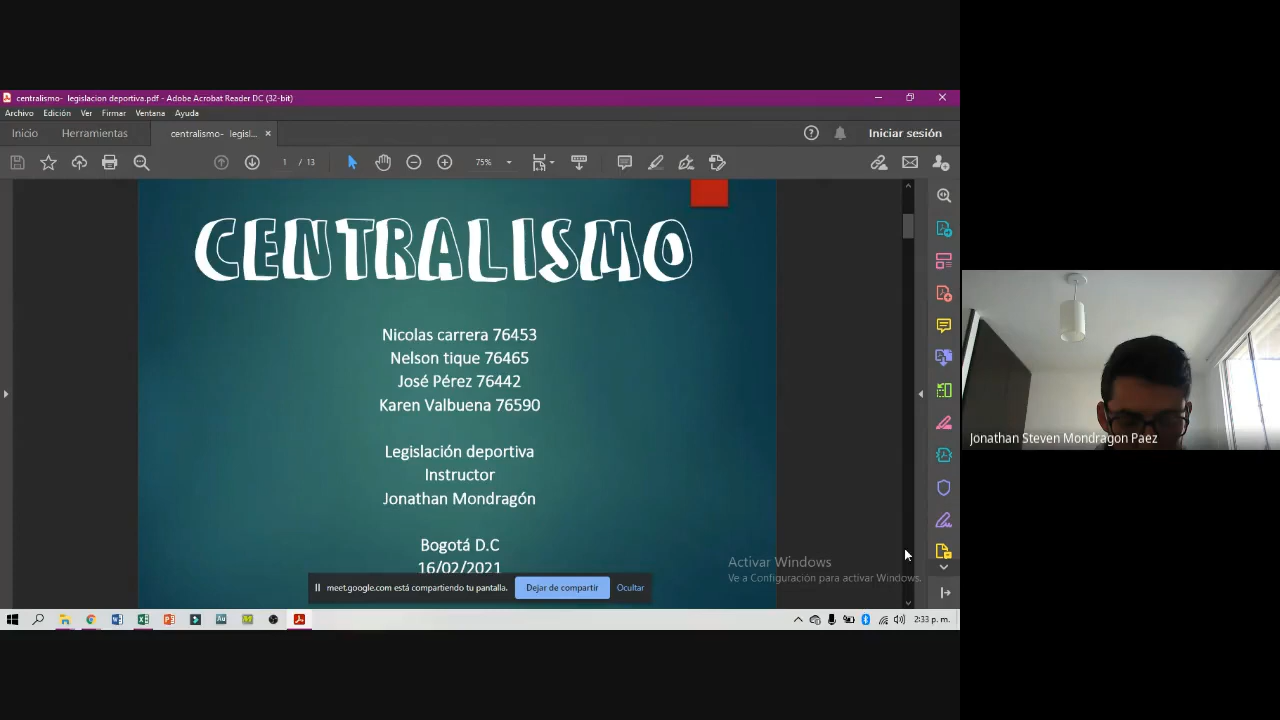 centralismo-  legislacion deportiva.pdf - Adobe Acrobat Reader DC (32-bit)
Archivo Edición Ver Firmar Ventana Ayuda
Inicio Herramientas centralismo- legisl... Iniciar sesión
1 / 13 75%
CENTRALISMO
Nicolas carrera 76453
Nelson tique 76465
José Pérez 76442
Karen Valbuena 76590
Legislación deportiva
Instructor
Jonathan Mondragón
Bogotá D.C
16/02/2021
Activar Windows
Ve a Configuración para activar Windows.
meet.google.com está compartiendo tu pantalla. Dejar de compartir Ocultar
2:33 p. m.
Jonathan Steven Mondragon Paez